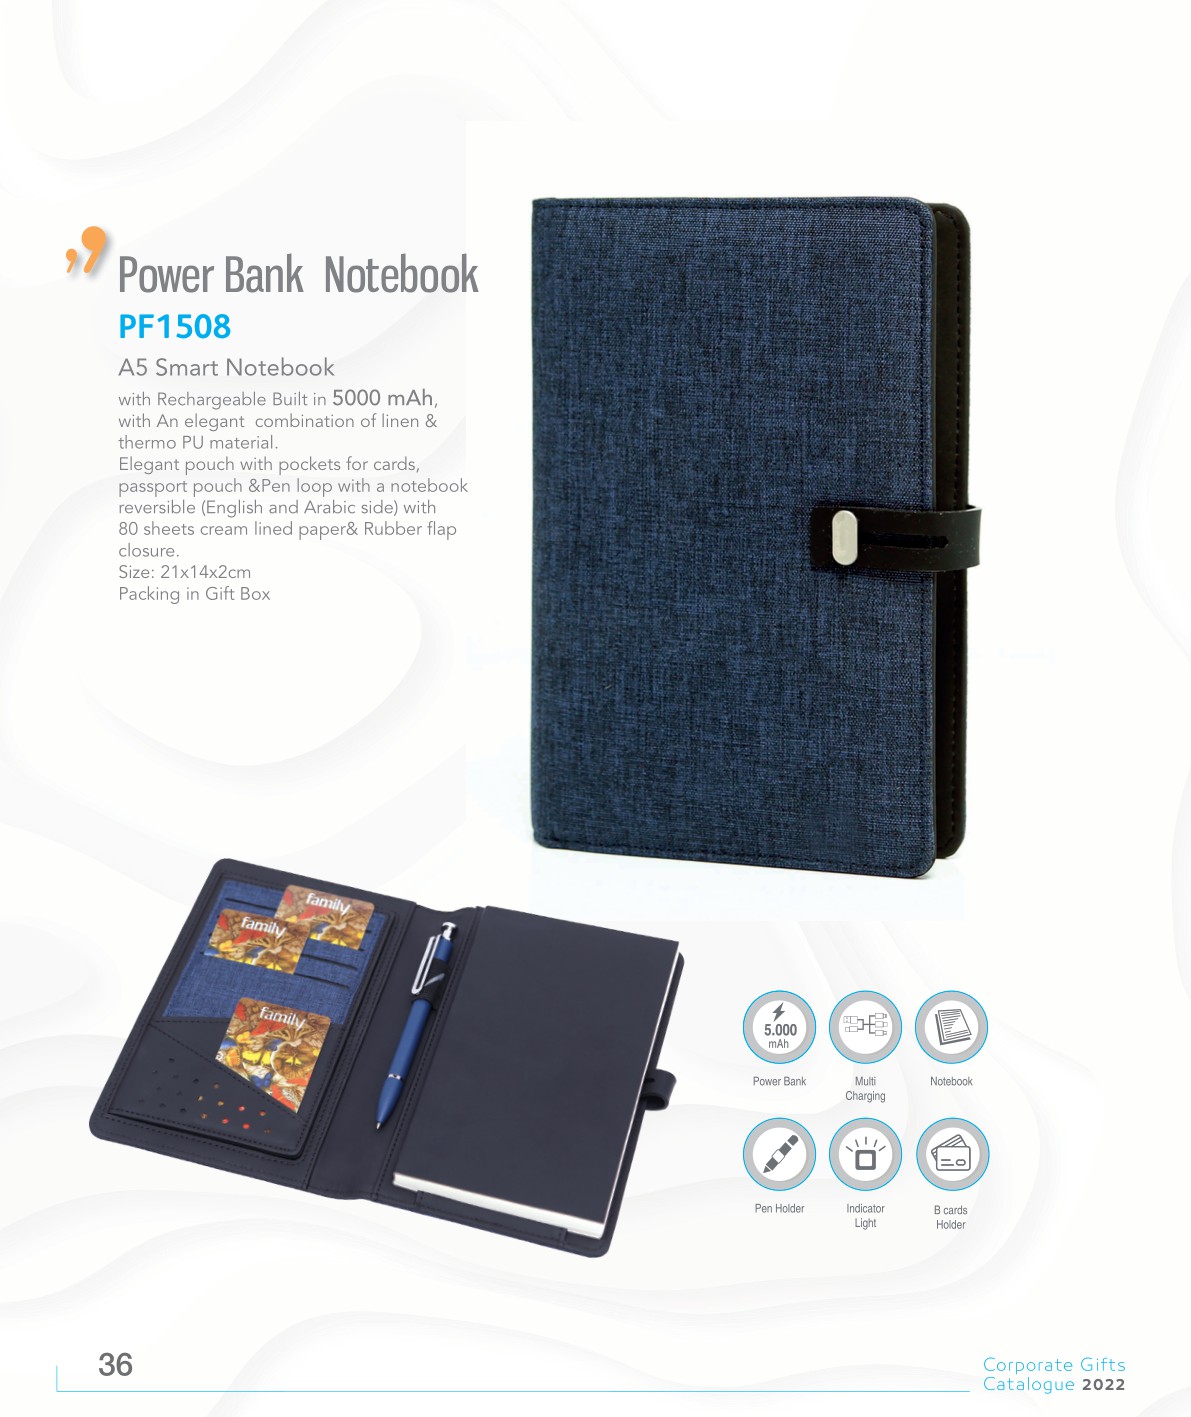 Power Bank  Notebook
PF1508
A5 Smart Notebook
with Rechargeable Built in 5000 mAh,
with An elegant  combination of linen &
thermo PU material.
Elegant pouch with pockets for cards,
passport pouch &Pen loop with a notebook
reversible (English and Arabic side) with
80 sheets cream lined paper& Rubber flap
closure.
Size: 21x14x2cm
Packing in Gift Box
family
family
family
5.000
mAh
Power Bank
Multi
Charging
Notebook
Pen Holder
Indicator
Light
B cards
Holder
36
Corporate Gifts
Catalogue 2022